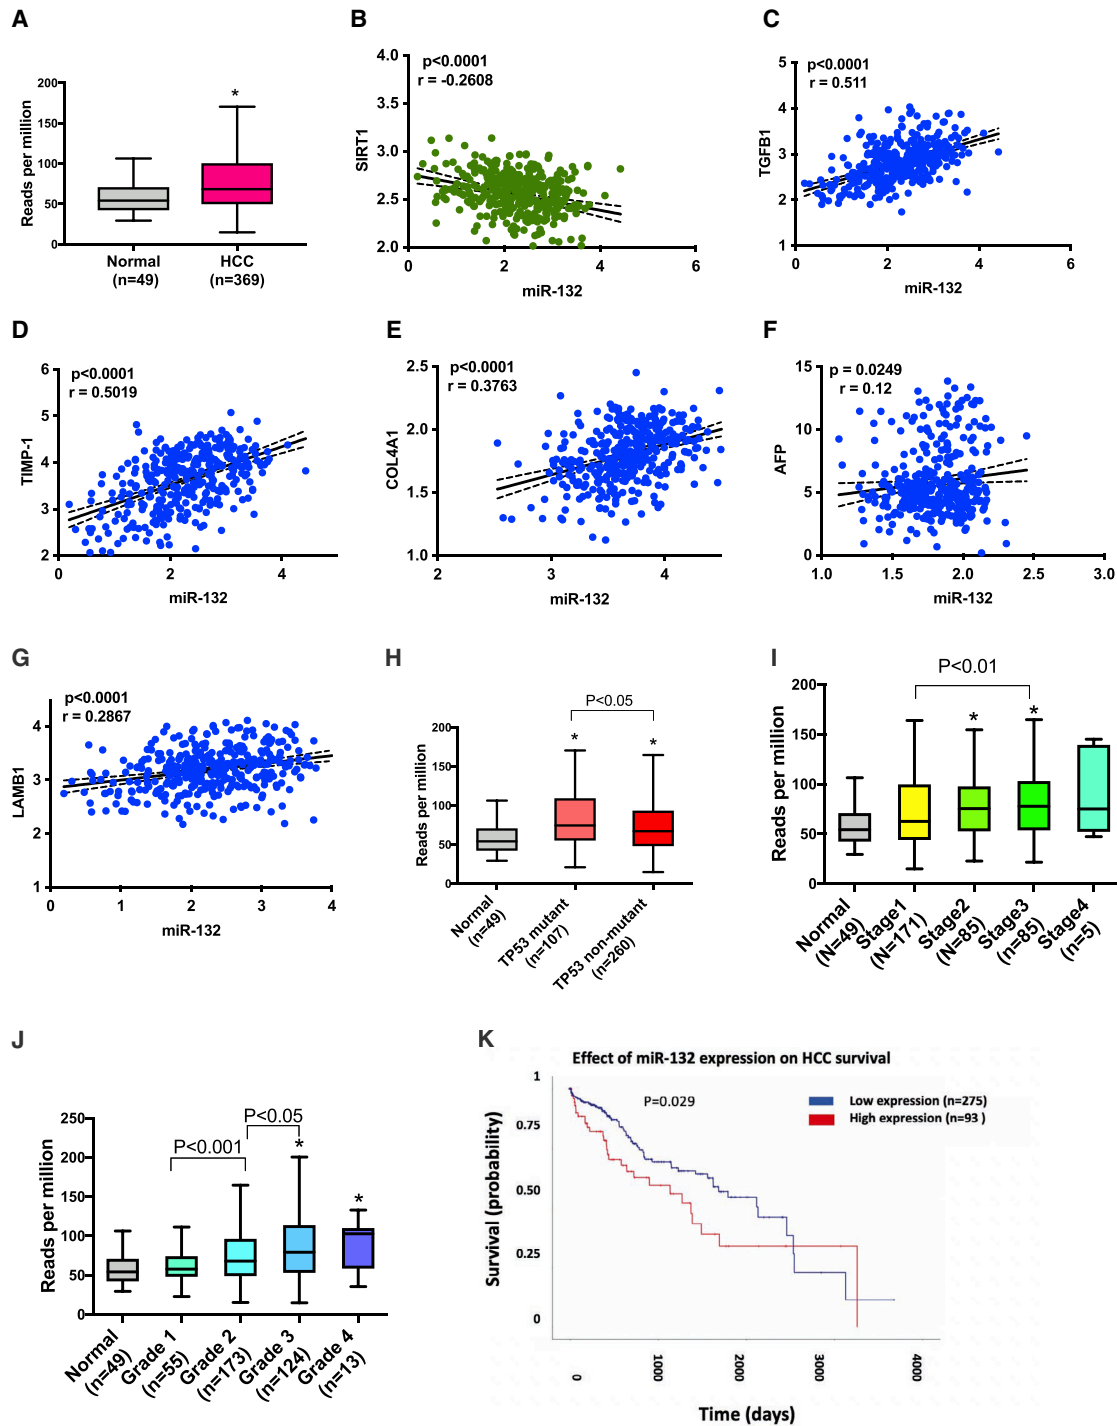 A
200
150
100
50
0
Reads per million
Normal
(n=49)
HCC
(n=369)
*
B
p<0.0001
r = -0.2608
4.0
3.5
3.0
2.5
2.0
SIRT1
0
2
4
6
miR-132
C
p<0.0001
r = 0.511
5
4
3
2
1
TGFB1
0
2
4
6
miR-132
D
p<0.0001
r = 0.5019
6
5
4
3
2
TIMP-1
0
2
4
miR-132
E
p<0.0001
r = 0.3763
2.5
2.0
1.5
1.0
COL4A1
2
3
4
miR-132
F
p = 0.0249
r = 0.12
15
10
5
0
AFP
1.0
1.5
2.0
2.5
3.0
miR-132
G
p<0.0001
r = 0.2867
4
3
2
1
LAMB1
0
1
2
3
4
miR-132
H
P<0.05
*
*
200
150
100
50
0
Reads per million
Normal
(n=49)
TP53 mutant
(n=107)
TP53 non-mutant
(n=260)
I
P<0.01
*
*
200
150
100
50
0
Reads per million
Normal
(N=49)
Stage1
(N=171)
Stage2
(N=85)
Stage3
(n=85)
Stage4
(n=5)
J
P<0.05
P<0.001
*
*
250
200
150
100
50
0
Reads per million
Normal
(n=49)
Grade 1
(n=55)
Grade 2
(n=173)
Grade 3
(n=124)
Grade 4
(n=13)
K
Effect of miR-132 expression on HCC survival
P=0.029
Low expression (n=275)
High expression (n=93 )
1
0.75
0.50
0.25
0
Survival (probability)
0
1000
2000
3000
4000
Time (days)